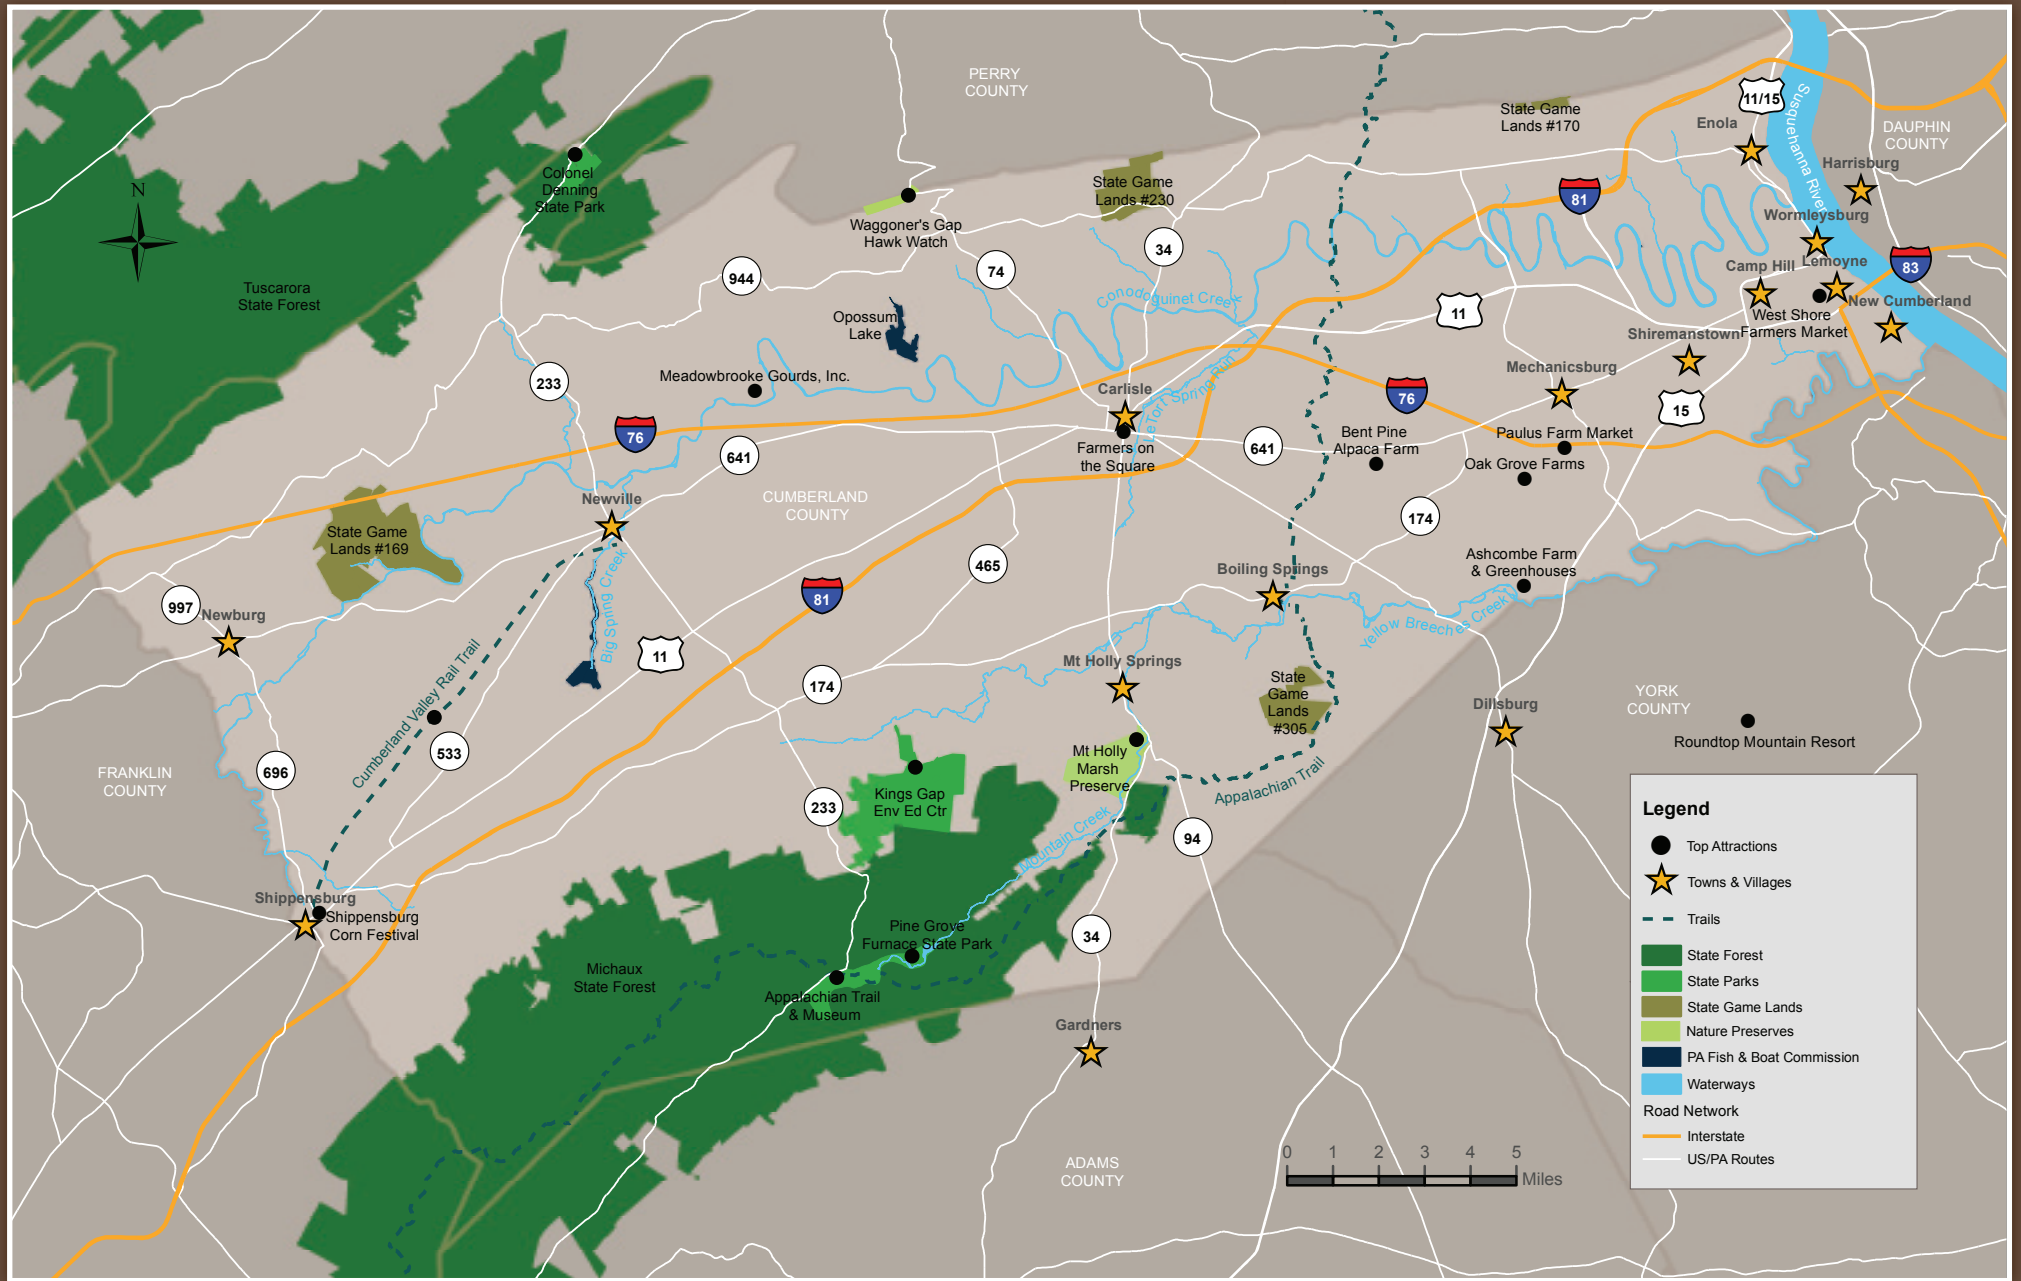 PERRY
COUNTY
State Game
Lands #170
11/15
Enola
Susquehanna River
DAUPHIN
COUNTY
Harrisburg
Colonel
Denning
State Park
N
State Game
Lands #230
81
Wormleysburg
Waggoner's Gap
Hawk Watch
34
74
944
Camp Hill
Lemoyne
83
Tuscarora
State Forest
Conodoguinet Creek
New Cumberland
Opossum
Lake
11
West Shore
Farmers Market
Shiremanstown
Mechanicsburg
233
Meadowbrooke Gourds, Inc.
Carlisle
LeTort Spring Run
76
15
76
641
Farmers on
the Square
641
Bent Pine
Alpaca Farm
Paulus Farm Market
Oak Grove Farms
Newville
CUMBERLAND
COUNTY
174
State Game
Lands #169
465
Ashcombe Farm
& Greenhouses
Boiling Springs
997
Newburg
81
Big Spring Creek
Yellow Breeches Creek
11
Mt Holly Springs
174
State
Game
Lands
#305
Cumberland Valley Rail Trail
Dillsburg
YORK
COUNTY
Roundtop Mountain Resort
533
696
FRANKLIN
COUNTY
Mt Holly
Marsh
Preserve
Appalachian Trail
Kings Gap
Env Ed Ctr
233
94
Mountain Creek
Shippensburg
Shippensburg
Corn Festival
Pine Grove
Furnace State Park
34
Michaux
State Forest
Appalachian Trail
& Museum
Gardners
ADAMS
COUNTY
0 1 2 3 4 5
Miles
Legend
Top Attractions
Towns & Villages
Trails
State Forest
State Parks
State Game Lands
Nature Preserves
PA Fish & Boat Commission
Waterways
Road Network
Interstate
US/PA Routes